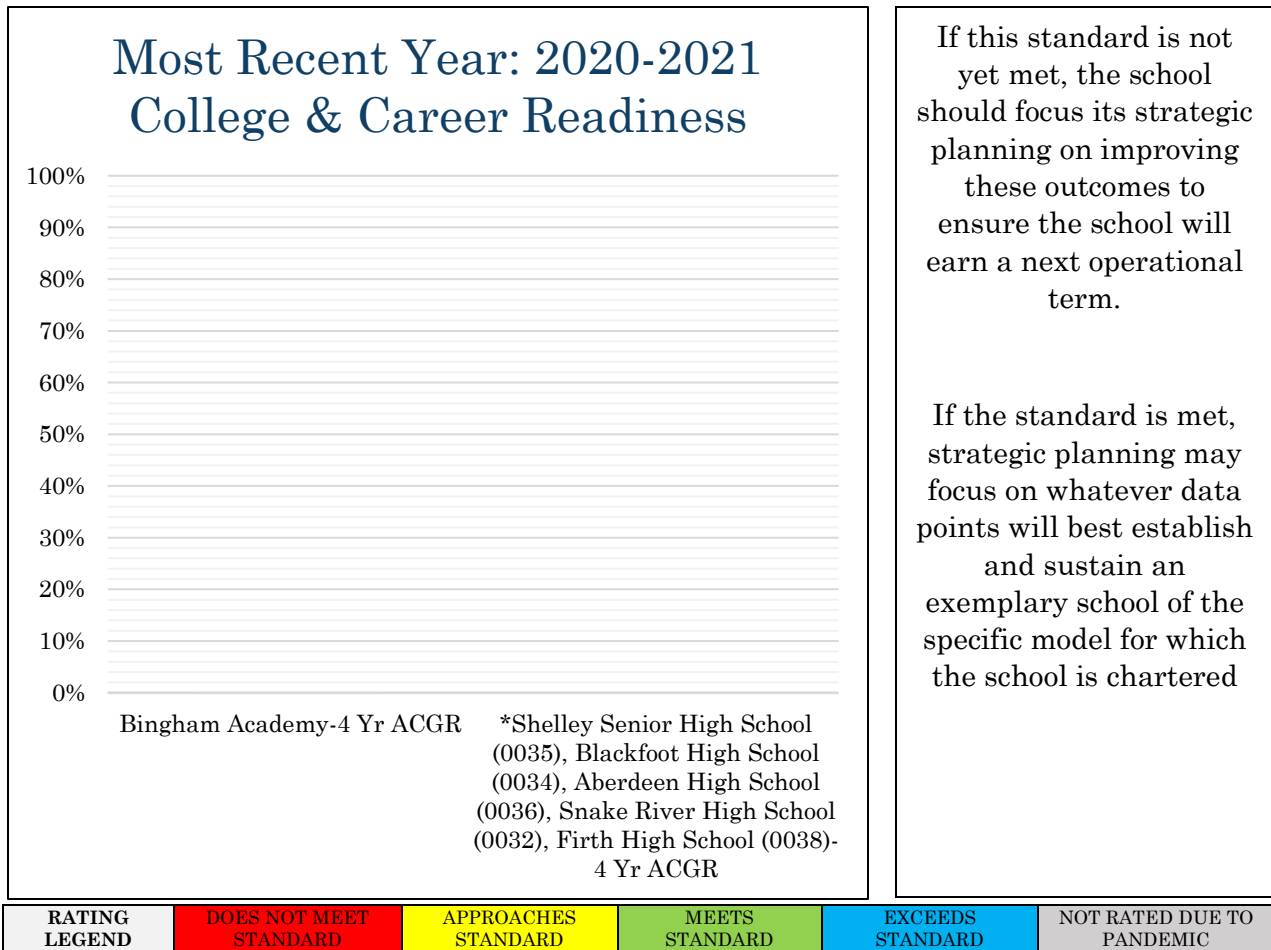 Most Recent Year: 2020-2021
College & Career Readiness
100%
90%
80%
70%
60%
50%
40%
30%
20%
10%
0%
Bingham Academy-4 Yr ACGR
*Shelley Senior High School
(0035), Blackfoot High School
(0034), Aberdeen High School
(0036), Snake River High School
(0032), Firth High School (0038)-
4 Yr ACGR
If this standard is not
yet met, the school
should focus its strategic
planning on improving
these outcomes to
ensure the school will
earn a next operational
term.
If the standard is met,
strategic planning may
focus on whatever data
points will best establish
and sustain an
exemplary school of the
specific model for which
the school is chartered
RATING
LEGEND
DOES NOT MEET
STANDARD
APPROACHES
STANDARD
MEETS
STANDARD
EXCEEDS
STANDARD
NOT RATED DUE TO
PANDEMIC